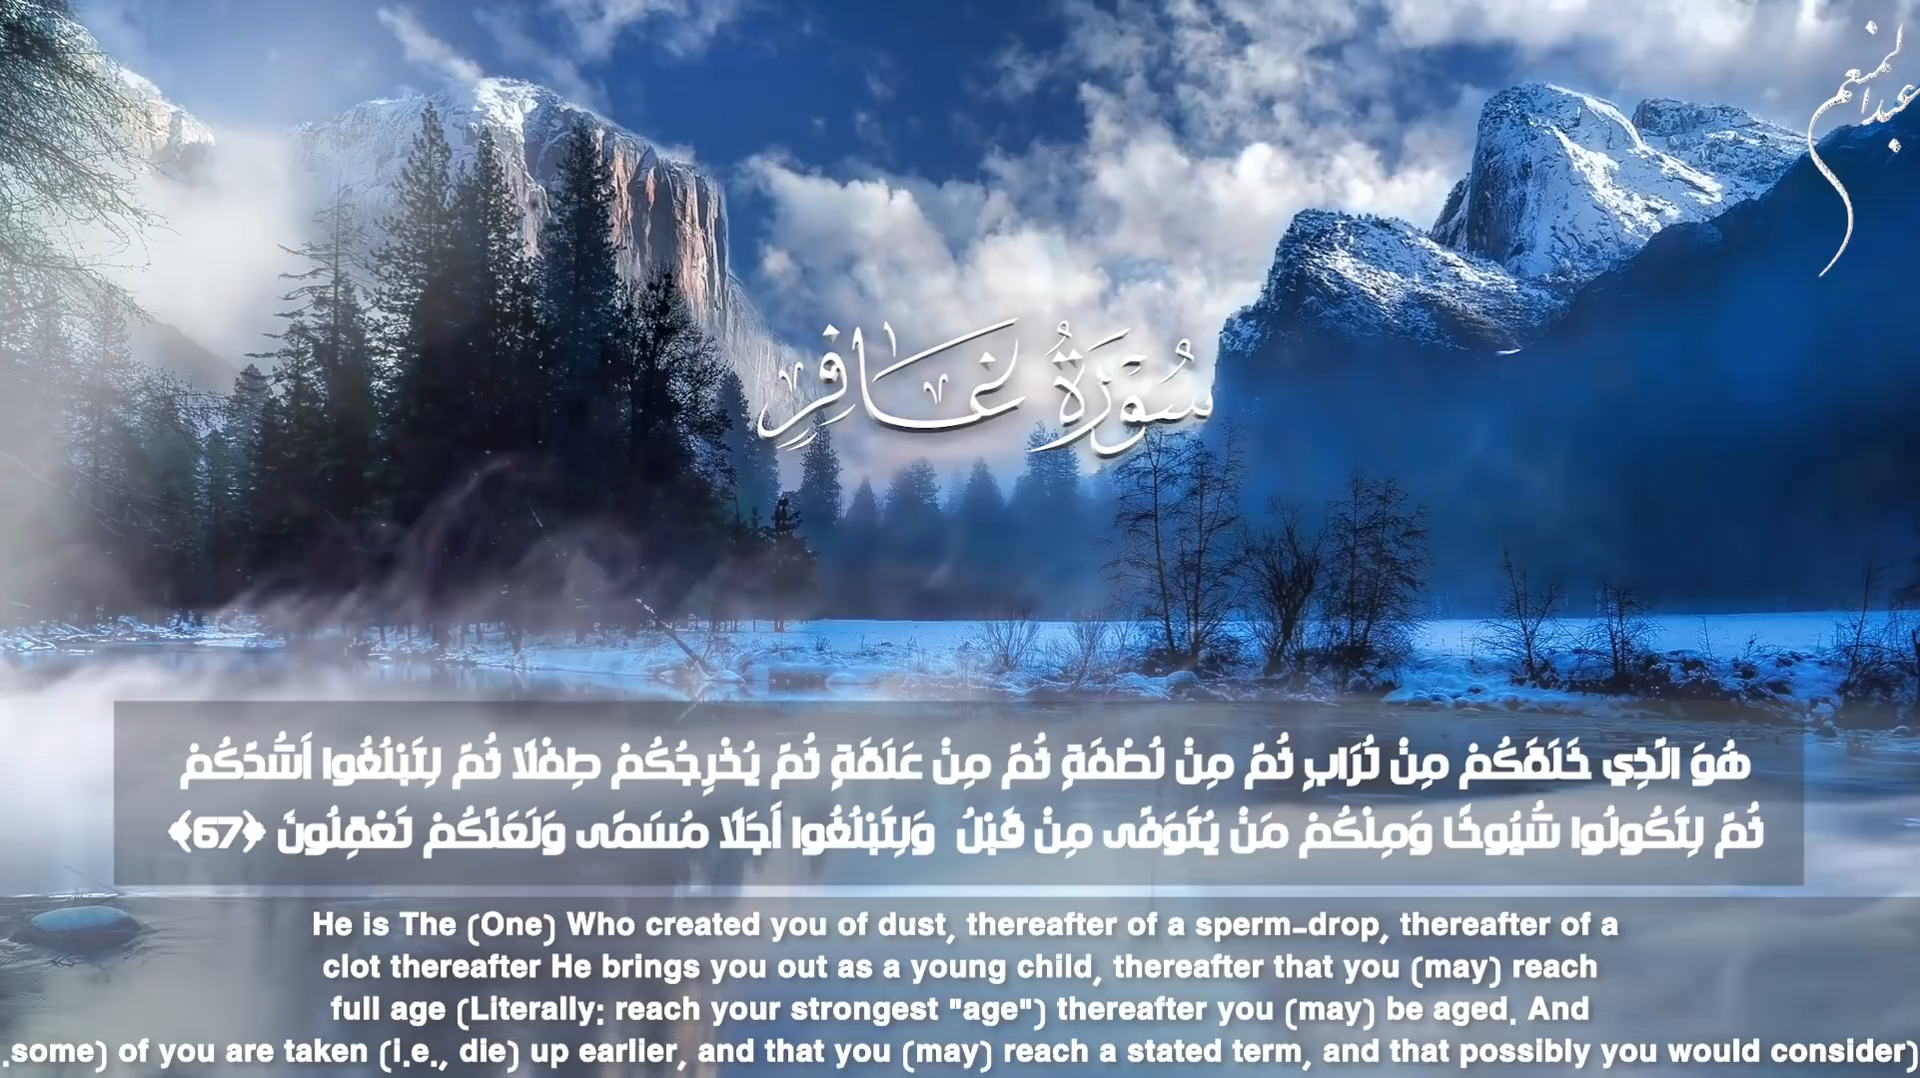 عبدالمنعم
سُورَةُ غَافِرٍ
هُوَ الَّذِي خَلَقَكُمْ مِنْ تُرَابٍ ثُمَّ مِنْ نُطْفَةٍ ثُمَّ مِنْ عَلَقَةٍ ثُمَّ يُخْرِجُكُمْ طِفْلًا ثُمَّ لِتَبْلُغُوا أَشُدَّكُمْ
ثُمَّ لِتَكُونُوا شُيُوخًا وَمِنْكُمْ مَنْ يُتَوَفَّى مِنْ قَبْلُ وَلِتَبْلُغُوا أَجَلًا مُسَمًّى وَلَعَلَّكُمْ تَعْقِلُونَ ﴿67﴾
He is The (One) Who created you of dust, thereafter of a sperm-drop, thereafter of a
clot thereafter He brings you out as a young child, thereafter that you (may) reach
full age (Literally: reach your strongest "age") thereafter you (may) be aged. And
.some) of you are taken (i.e., die) up earlier, and that you (may) reach a stated term, and that possibly you would consider)